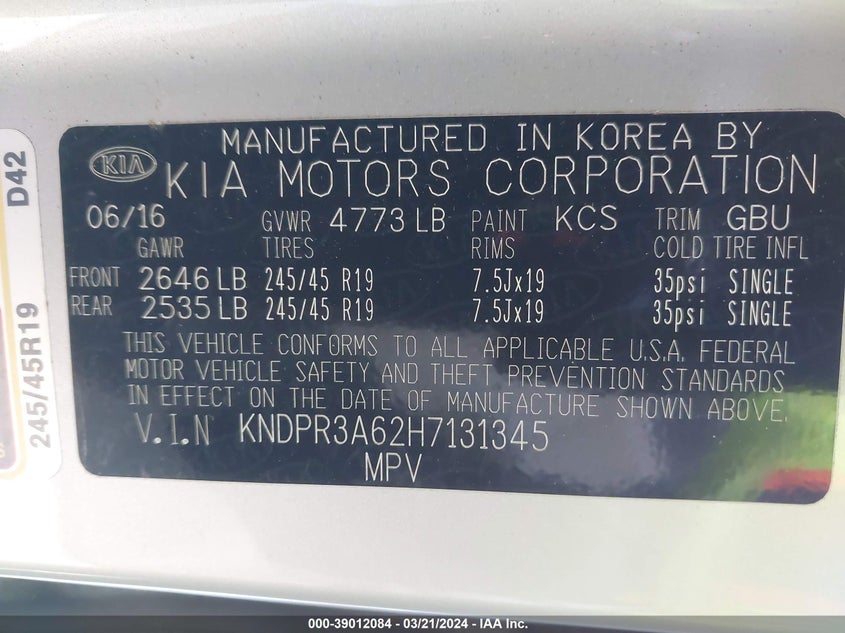 MANUFACTURED IN KOREA BY
KIA
KIA MOTORS CORPORATION
06/16 GVWR 4773 LB PAINT KCS TRIM GBU
GAWR TIRES RIMS COLD TIRE INFL
FRONT 2646 LB 245/45 R19 7.5Jx19 35psi SINGLE
REAR 2535 LB 245/45 R19 7.5Jx19 35psi SINGLE
THIS VEHICLE CONFORMS TO ALL APPLICABLE U.S.A. FEDERAL
MOTOR VEHICLE SAFETY AND THEFT PREVENTION STANDARDS
IN EFFECT ON THE DATE OF MANUFACTURE SHOWN ABOVE.
V.I.N KNDPR3A62H7131345
MPV
245/45R19 D42
000-39012084 - 03/21/2024 - IAA Inc.